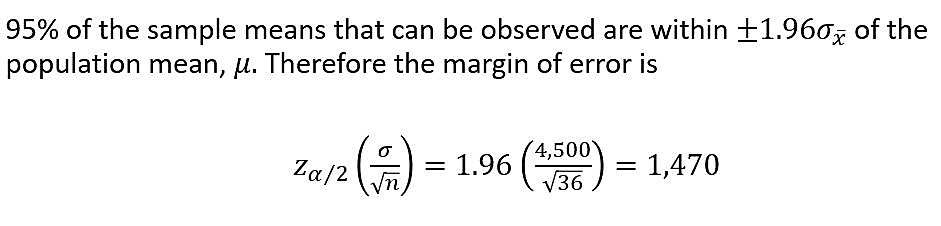 95% of the sample means that can be observed are within ±1.96σx̄ of the
population mean, μ. Therefore the margin of error is
zα/2 (σ/√n) = 1.96 (4,500/√36) = 1,470